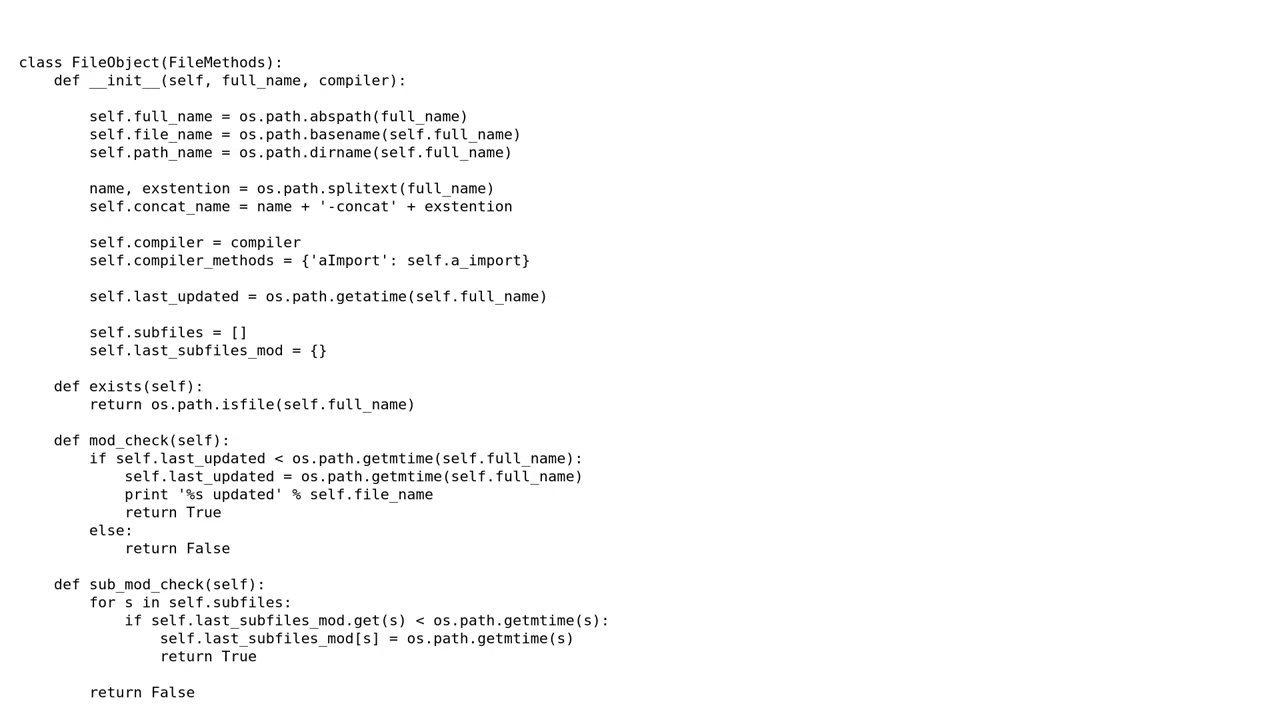 class FileObject(FileMethods):
    def __init__(self, full_name, compiler):

        self.full_name = os.path.abspath(full_name)
        self.file_name = os.path.basename(self.full_name)
        self.path_name = os.path.dirname(self.full_name)

        name, exstention = os.path.splitext(full_name)
        self.concat_name = name + '-concat' + exstention

        self.compiler = compiler
        self.compiler_methods = {'aImport': self.a_import}

        self.last_updated = os.path.getatime(self.full_name)

        self.subfiles = []
        self.last_subfiles_mod = {}

    def exists(self):
        return os.path.isfile(self.full_name)

    def mod_check(self):
        if self.last_updated < os.path.getmtime(self.full_name):
            self.last_updated = os.path.getmtime(self.full_name)
            print '%s updated' % self.file_name
            return True
        else:
            return False

    def sub_mod_check(self):
        for s in self.subfiles:
            if self.last_subfiles_mod.get(s) < os.path.getmtime(s):
                self.last_subfiles_mod[s] = os.path.getmtime(s)
                return True

        return False